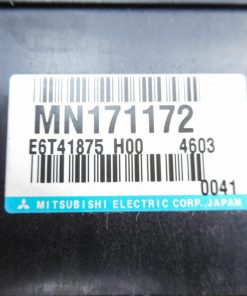 MN171172
E6T41875 H00 4603
0041
MITSUBISHI ELECTRIC CORP., JAPAN